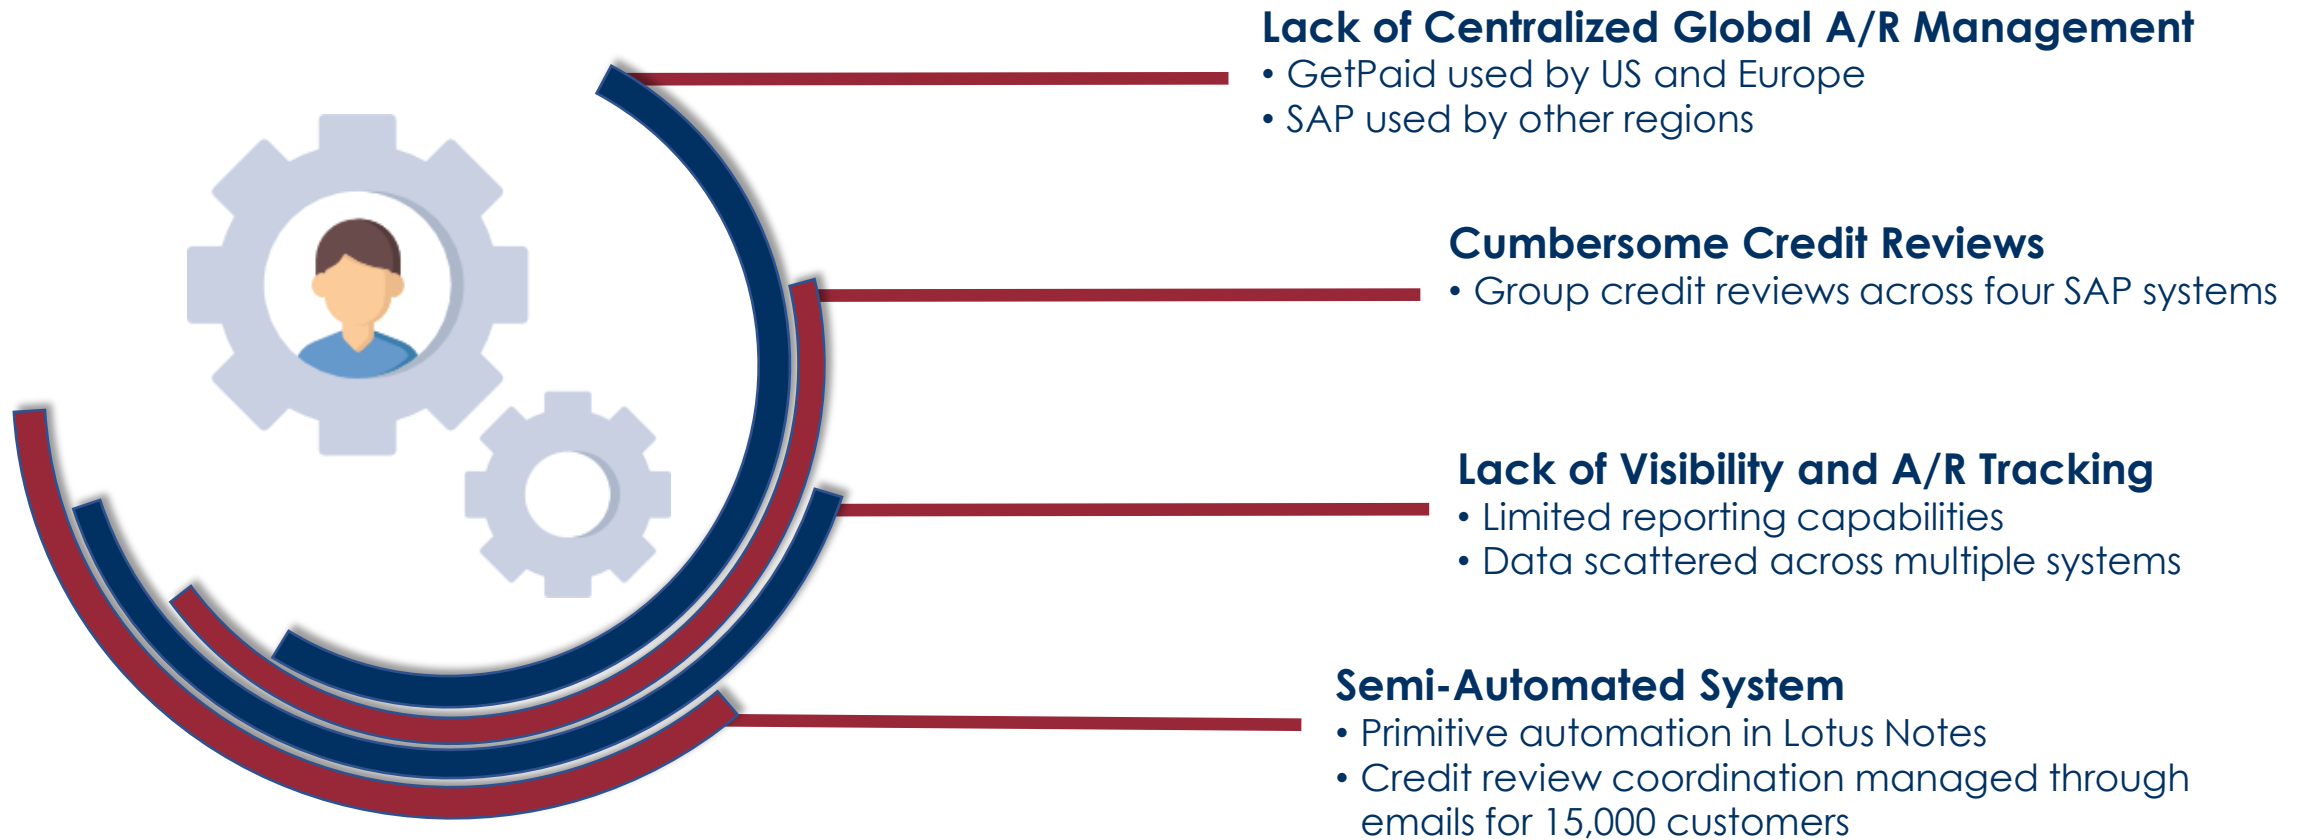 Lack of Centralized Global A/R Management
• GetPaid used by US and Europe
• SAP used by other regions
Cumbersome Credit Reviews
• Group credit reviews across four SAP systems
Lack of Visibility and A/R Tracking
• Limited reporting capabilities
• Data scattered across multiple systems
Semi-Automated System
• Primitive automation in Lotus Notes
• Credit review coordination managed through
emails for 15,000 customers